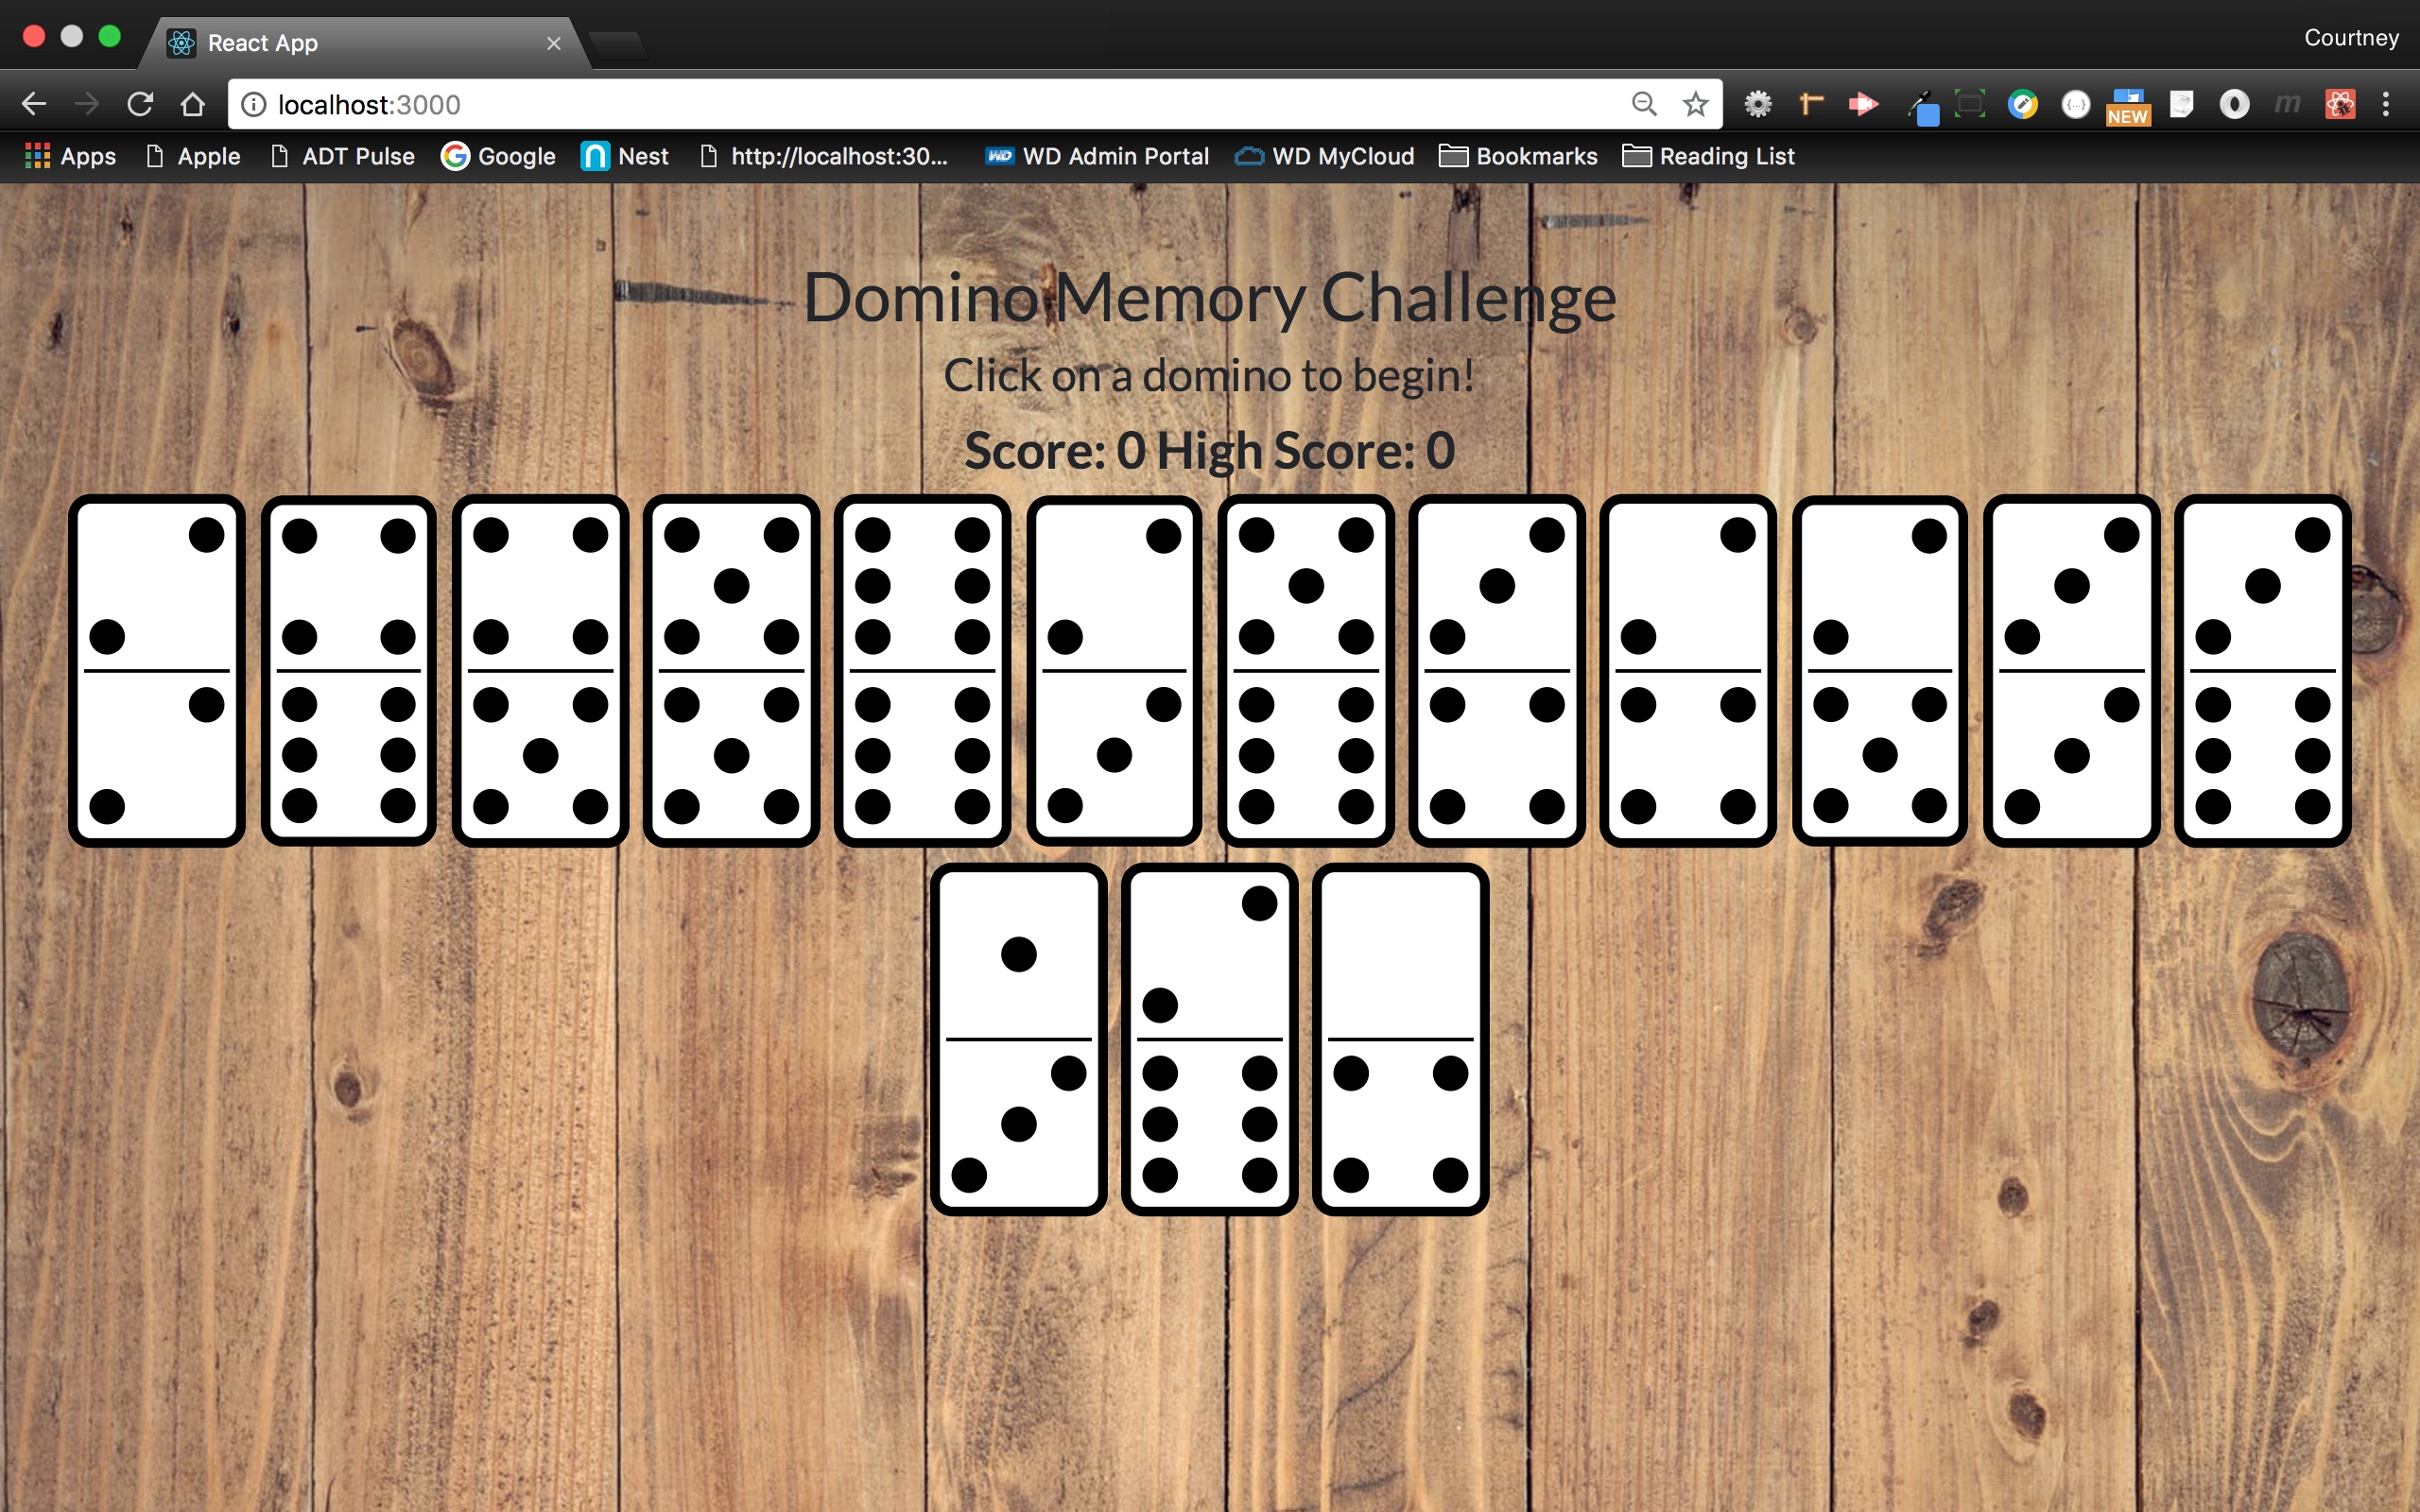 React App
Courtney
localhost:3000
NEW
m
Apps Apple ADT Pulse Google Nest http://localhost:30... WD WD Admin Portal WD MyCloud Bookmarks Reading List
Domino Memory Challenge
Click on a domino to begin!
Score: 0 High Score: 0